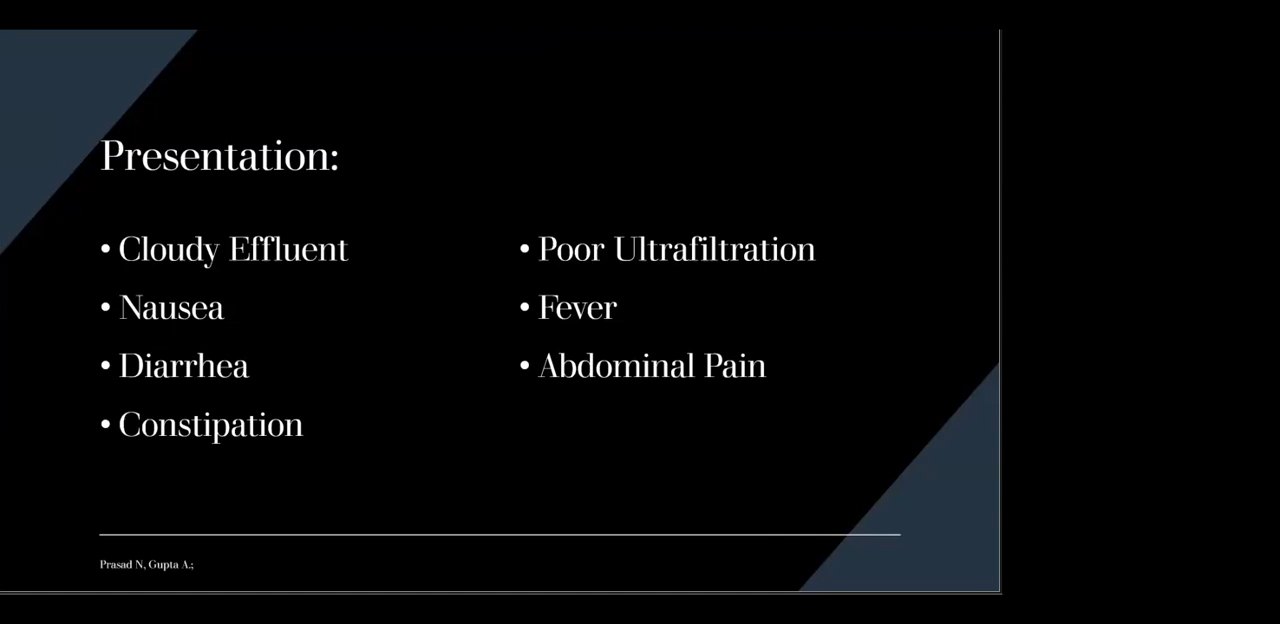 Presentation:
• Cloudy Effluent
• Nausea
• Diarrhea
• Constipation
• Poor Ultrafiltration
• Fever
• Abdominal Pain
Prasad N, Gupta A.;